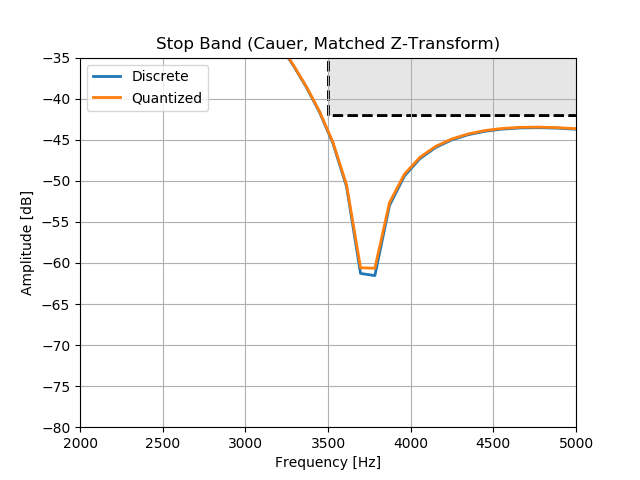 Stop Band (Cauer, Matched Z-Transform)
Discrete
Quantized
Amplitude [dB]
−35
−40
−45
−50
−55
−60
−65
−70
−75
−80
2000 2500 3000 3500 4000 4500 5000
Frequency [Hz]